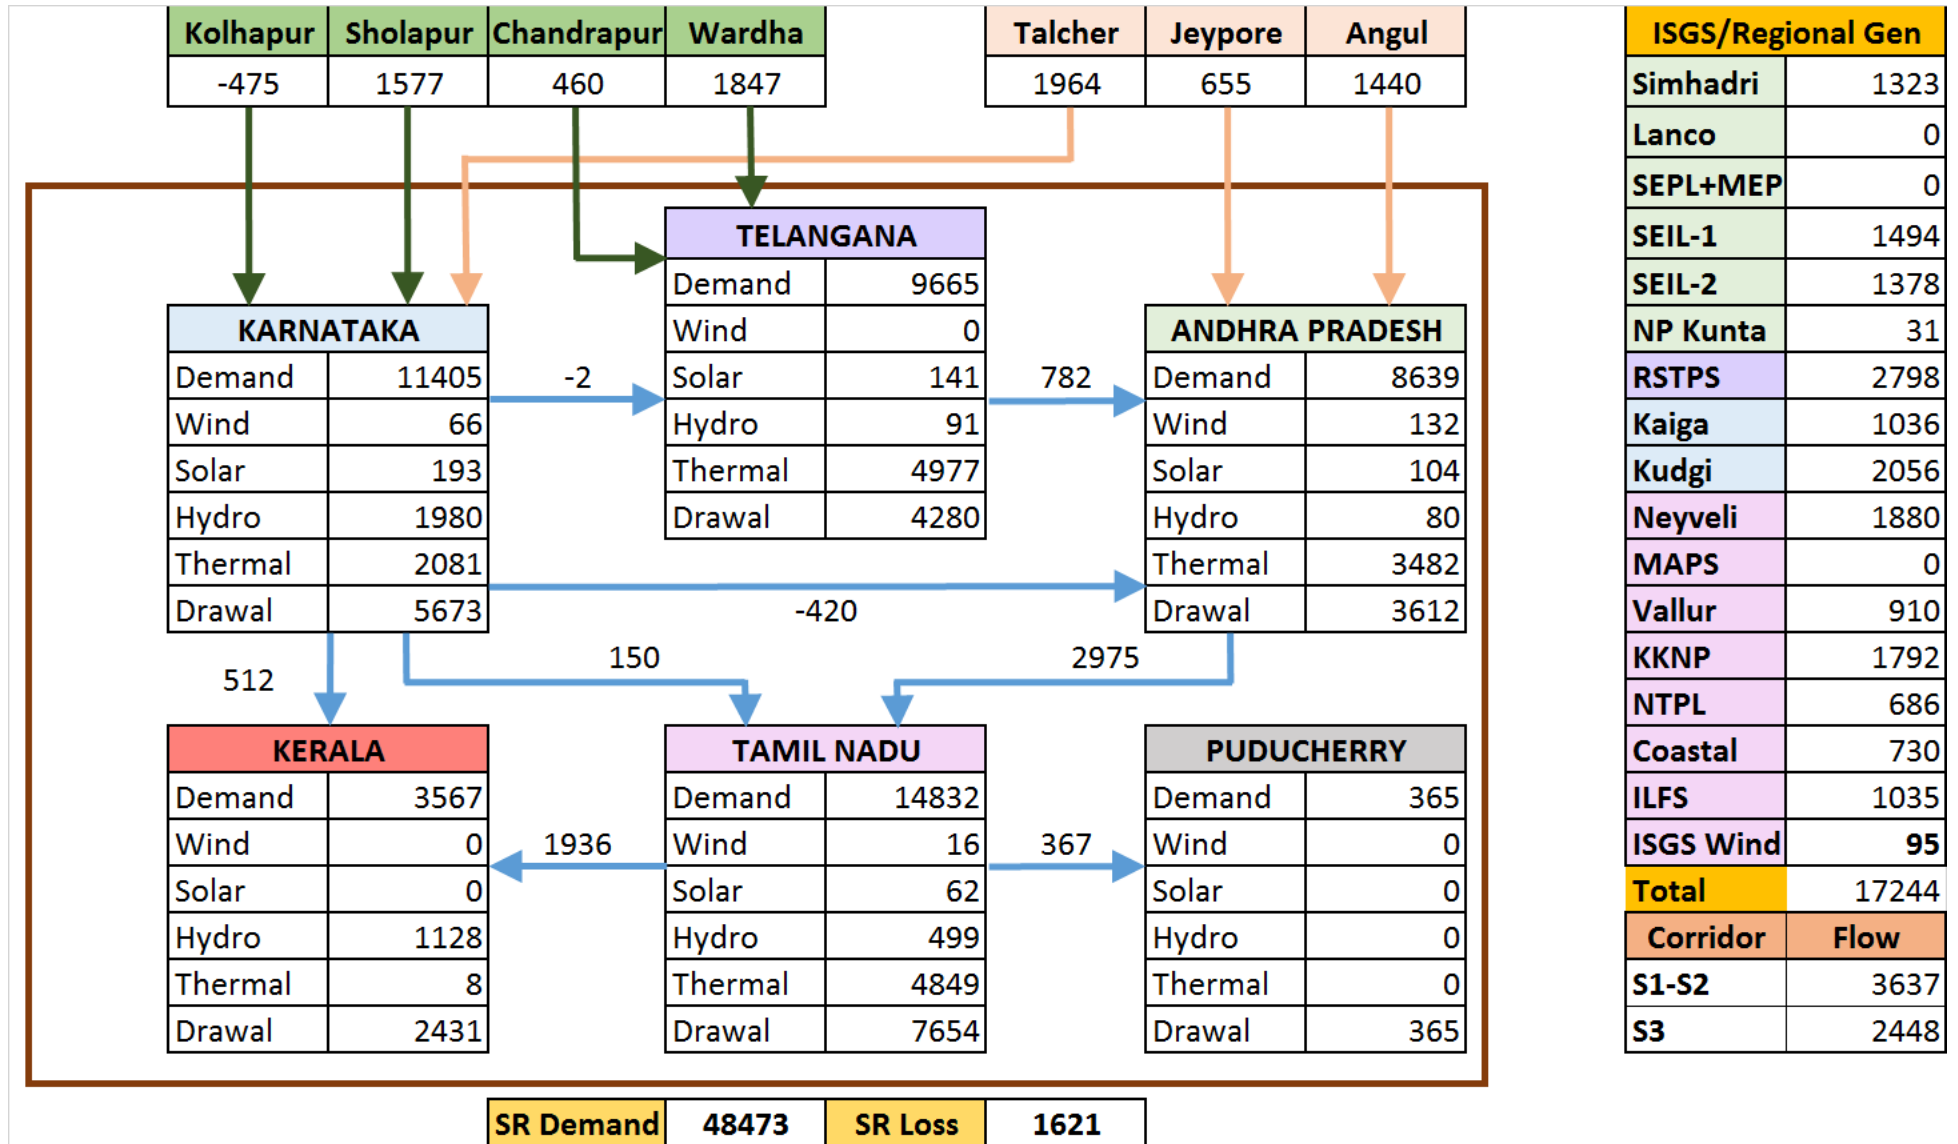 Kolhapur Sholapur Chandrapur Wardha Talcher Jeypore Angul ISGS/Regional Gen
-475 1577 460 1847 1964 655 1440 Simhadri 1323
Lanco 0
SEPL+MEP 0
TELANGANA SEIL-1 1494
Demand 9665 SEIL-2 1378
KARNATAKA Wind 0 ANDHRA PRADESH NP Kunta 31
Demand 11405 -2 Solar 141 782 Demand 8639 RSTPS 2798
Wind 66 Hydro 91 Wind 132 Kaiga 1036
Solar 193 Thermal 4977 Solar 104 Kudgi 2056
Hydro 1980 Drawal 4280 Hydro 80 Neyveli 1880
Thermal 2081 Thermal 3482 MAPS 0
Drawal 5673 -420 Drawal 3612 Vallur 910
512 150 2975 KKNP 1792
NTPL 686
KERALA TAMIL NADU PUDUCHERRY Coastal 730
Demand 3567 Demand 14832 Demand 365 ILFS 1035
Wind 0 1936 Wind 16 367 Wind 0 ISGS Wind 95
Solar 0 Solar 62 Solar 0 Total 17244
Hydro 1128 Hydro 499 Hydro 0 Corridor Flow
Thermal 8 Thermal 4849 Thermal 0 S1-S2 3637
Drawal 2431 Drawal 7654 Drawal 365 S3 2448
SR Demand 48473 SR Loss 1621